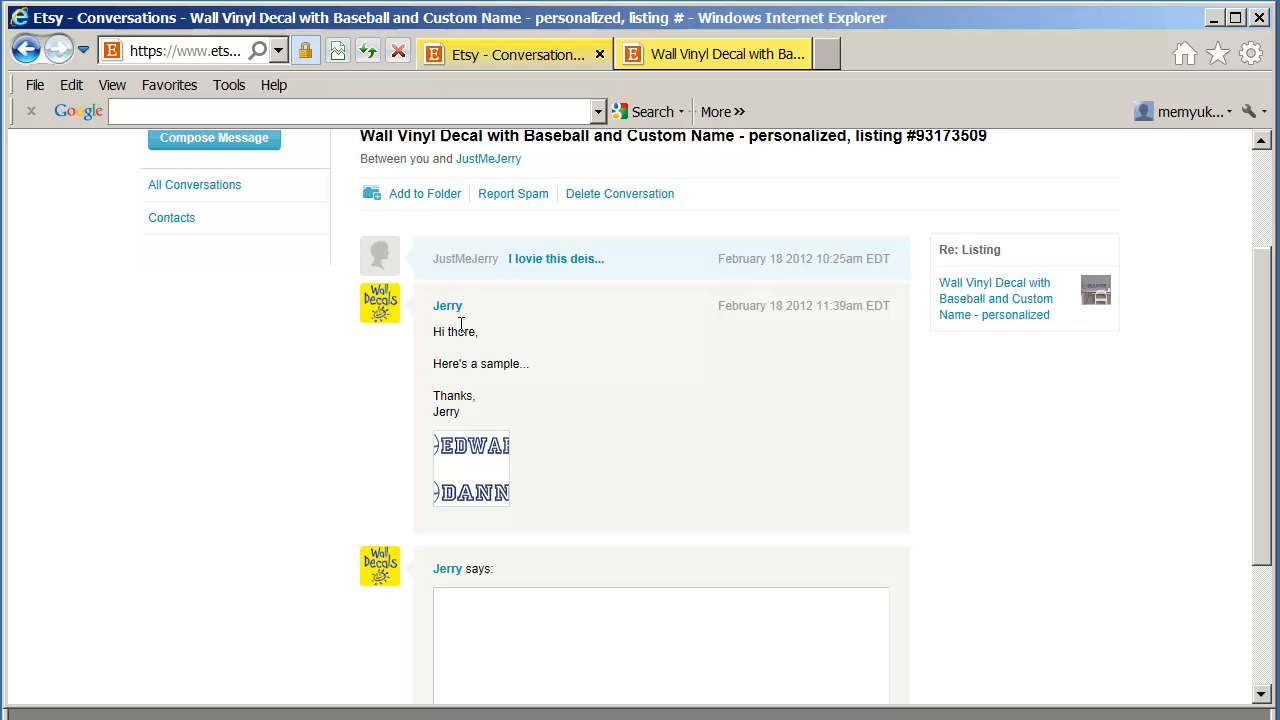 Etsy - Conversations - Wall Vinyl Decal with Baseball and Custom Name - personalized, listing # - Windows Internet Explorer
https://www.ets...
Etsy - Conversation...
Wall Vinyl Decal with Ba...
File Edit View Favorites Tools Help
x Google Search More »
memyuk...
Compose Message
All Conversations
Contacts
Wall Vinyl Decal with Baseball and Custom Name - personalized, listing #93173509
Between you and JustMeJerry
Add to Folder Report Spam Delete Conversation
JustMeJerry I lovie this deis... February 18 2012 10:25am EDT
Wall Decals
Jerry February 18 2012 11:39am EDT
Hi there,
Here's a sample...
Thanks,
Jerry
EDWAR
DANN
Re: Listing
Wall Vinyl Decal with
Baseball and Custom
Name - personalized
Wall Decals
Jerry says: